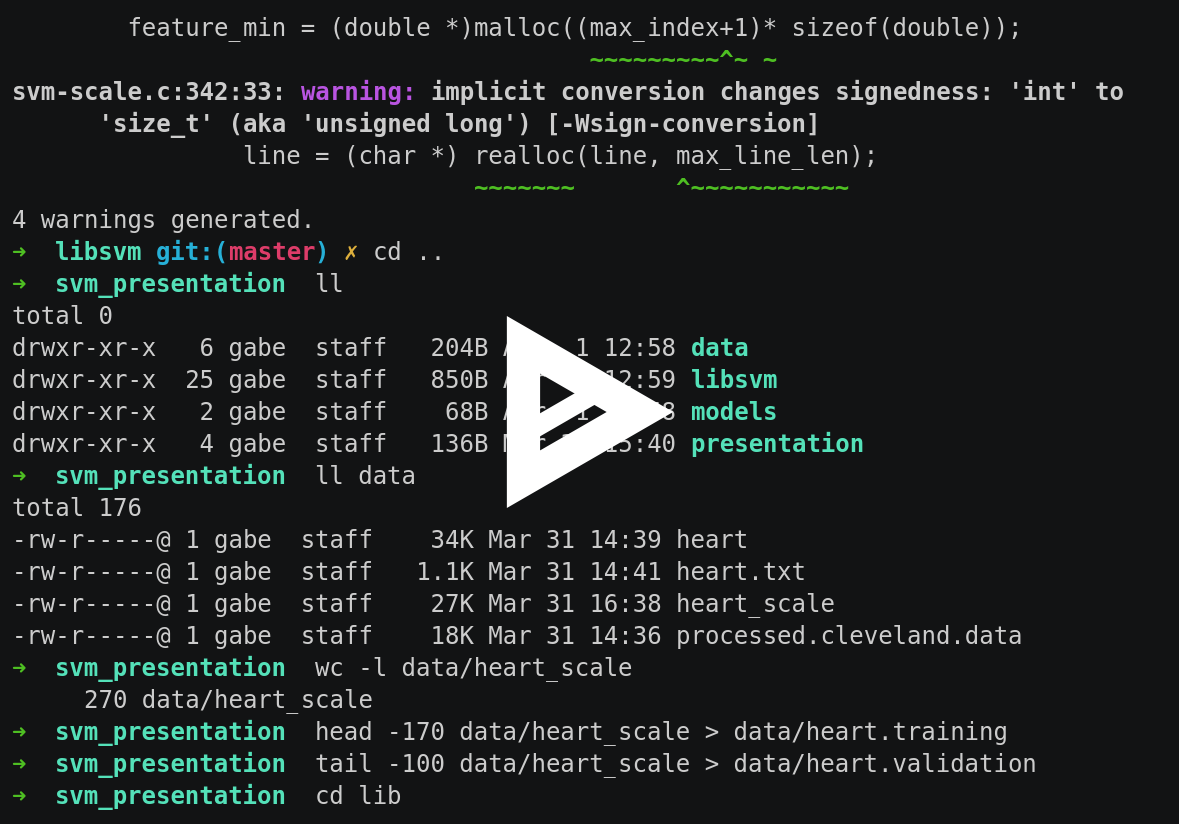 feature_min = (double *)malloc((max_index+1)* sizeof(double));
~~~~~~~~~^~ ~
svm-scale.c:342:33: warning: implicit conversion changes signedness: 'int' to
'size_t' (aka 'unsigned long') [-Wsign-conversion]
line = (char *) realloc(line, max_line_len);
~~~~~~~       ^~~~~~~~~~~~
4 warnings generated.
➜  libsvm git:(master) ✗ cd ..
➜  svm_presentation  ll
total 0
drwxr-xr-x   6 gabe  staff   204B 1 12:58 data
drwxr-xr-x  25 gabe  staff   850B 12:59 libsvm
drwxr-xr-x   2 gabe  staff    68B models
drwxr-xr-x   4 gabe  staff   136B 15:40 presentation
➜  svm_presentation  ll data
total 176
-rw-r-----@ 1 gabe  staff    34K Mar 31 14:39 heart
-rw-r-----@ 1 gabe  staff   1.1K Mar 31 14:41 heart.txt
-rw-r-----@ 1 gabe  staff    27K Mar 31 16:38 heart_scale
-rw-r-----@ 1 gabe  staff    18K Mar 31 14:36 processed.cleveland.data
➜  svm_presentation  wc -l data/heart_scale
270 data/heart_scale
➜  svm_presentation  head -170 data/heart_scale > data/heart.training
➜  svm_presentation  tail -100 data/heart_scale > data/heart.validation
➜  svm_presentation  cd lib